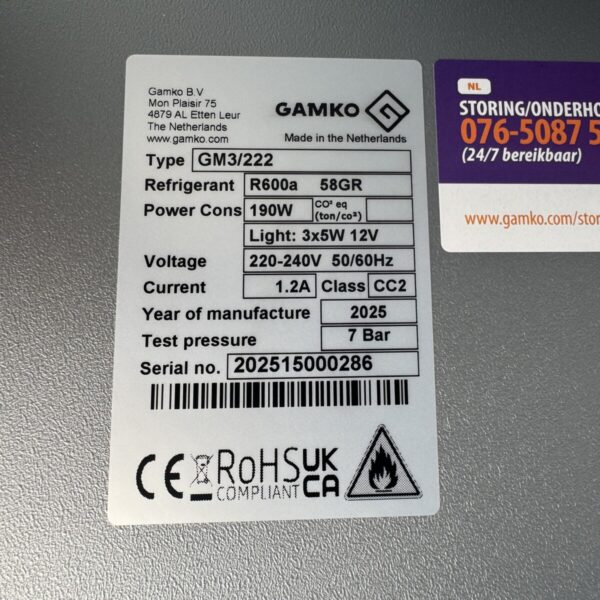 Gamko B.V
Mon Plaisir 75
4879 AL Etten Leur
The Netherlands
www.gamko.com
GAMKO
Made in the Netherlands
Type GM3/222
Refrigerant R600a 58GR
Power Cons 190W CO² eq (ton/co²)
Light: 3x5W 12V
Voltage 220-240V 50/60Hz
Current 1.2A Class CC2
Year of manufacture 2025
Test pressure 7 Bar
Serial no. 202515000286
CE RoHS COMPLIANT UK CA
NL
STORING/ONDERHO
076-5087 5
(24/7 bereikbaar)
www.gamko.com/stor